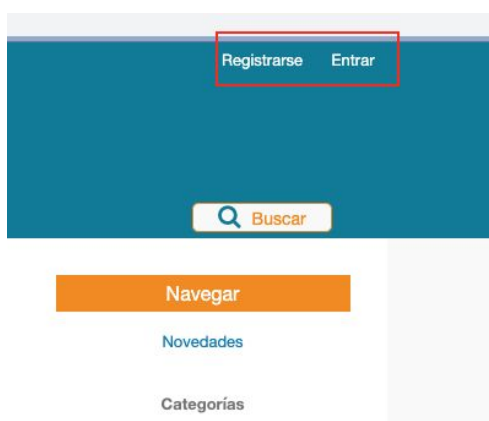 Registrarse Entrar
Buscar
Navegar
Novedades
Categorías